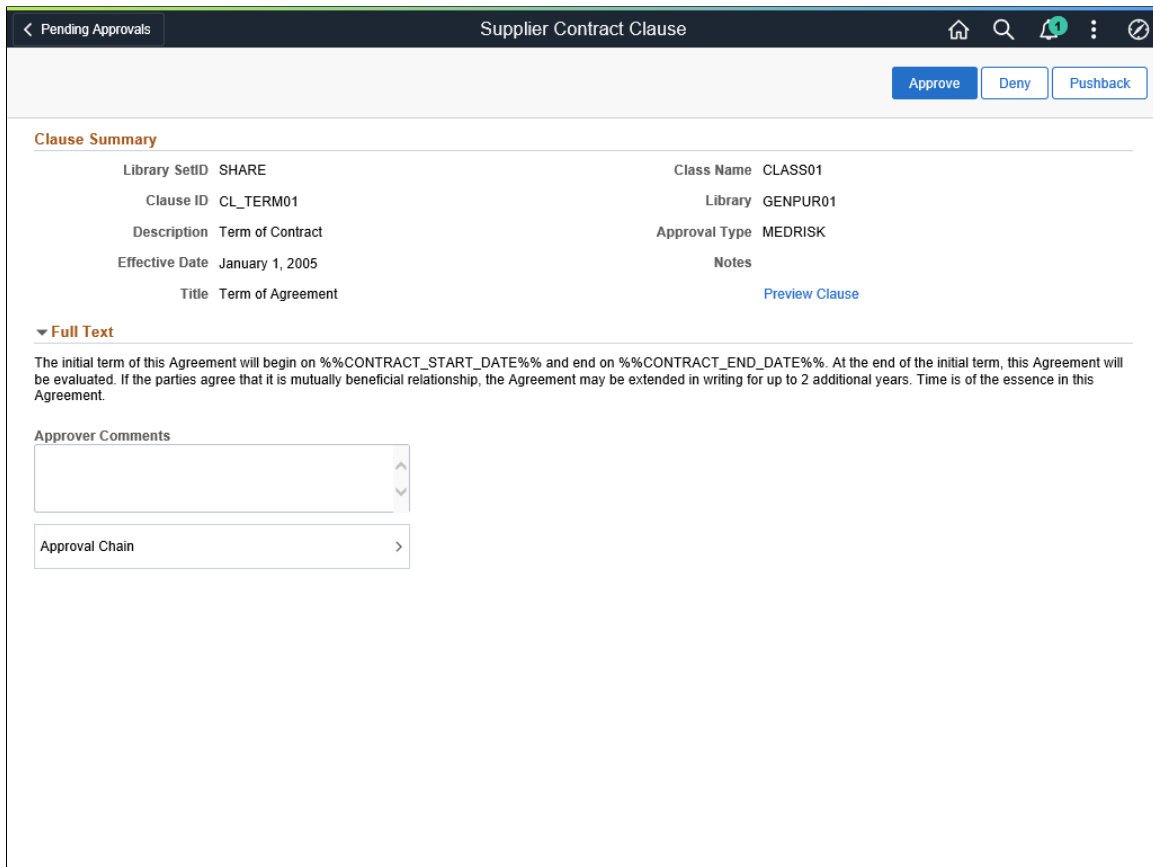 Pending Approvals
Supplier Contract Clause
1
Approve
Deny
Pushback
Clause Summary
Library SetID SHARE
Class Name CLASS01
Clause ID CL_TERM01
Library GENPUR01
Description Term of Contract
Approval Type MEDRISK
Effective Date January 1, 2005
Notes
Title Term of Agreement
Preview Clause
Full Text
The initial term of this Agreement will begin on %%CONTRACT_START_DATE%% and end on %%CONTRACT_END_DATE%%. At the end of the initial term, this Agreement will
be evaluated. If the parties agree that it is mutually beneficial relationship, the Agreement may be extended in writing for up to 2 additional years. Time is of the essence in this
Agreement.
Approver Comments
Approval Chain